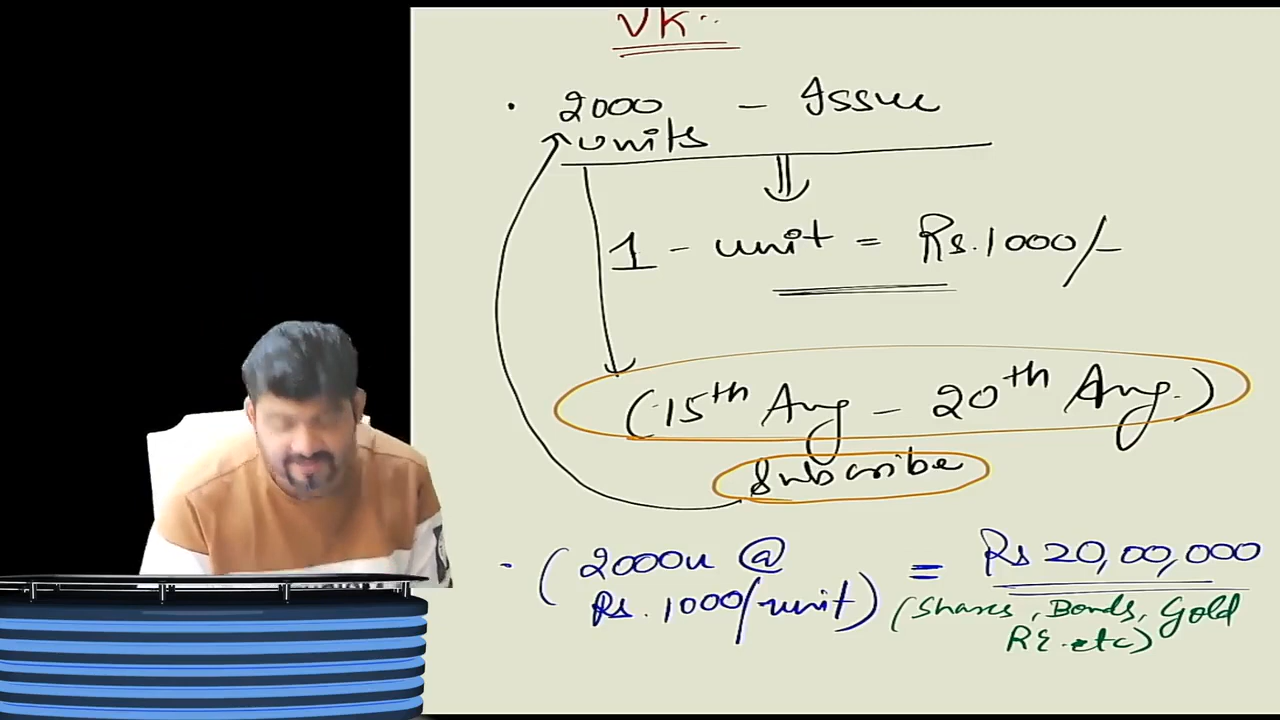 VK..
• 2000 units — Issue
1 - unit = Rs. 1000/-
(15th Aug — 20th Aug.)
Subscribe
• (2000u @ Rs. 1000/unit) = Rs 20,00,000
(Shares, Bonds, Gold
RE. etc)